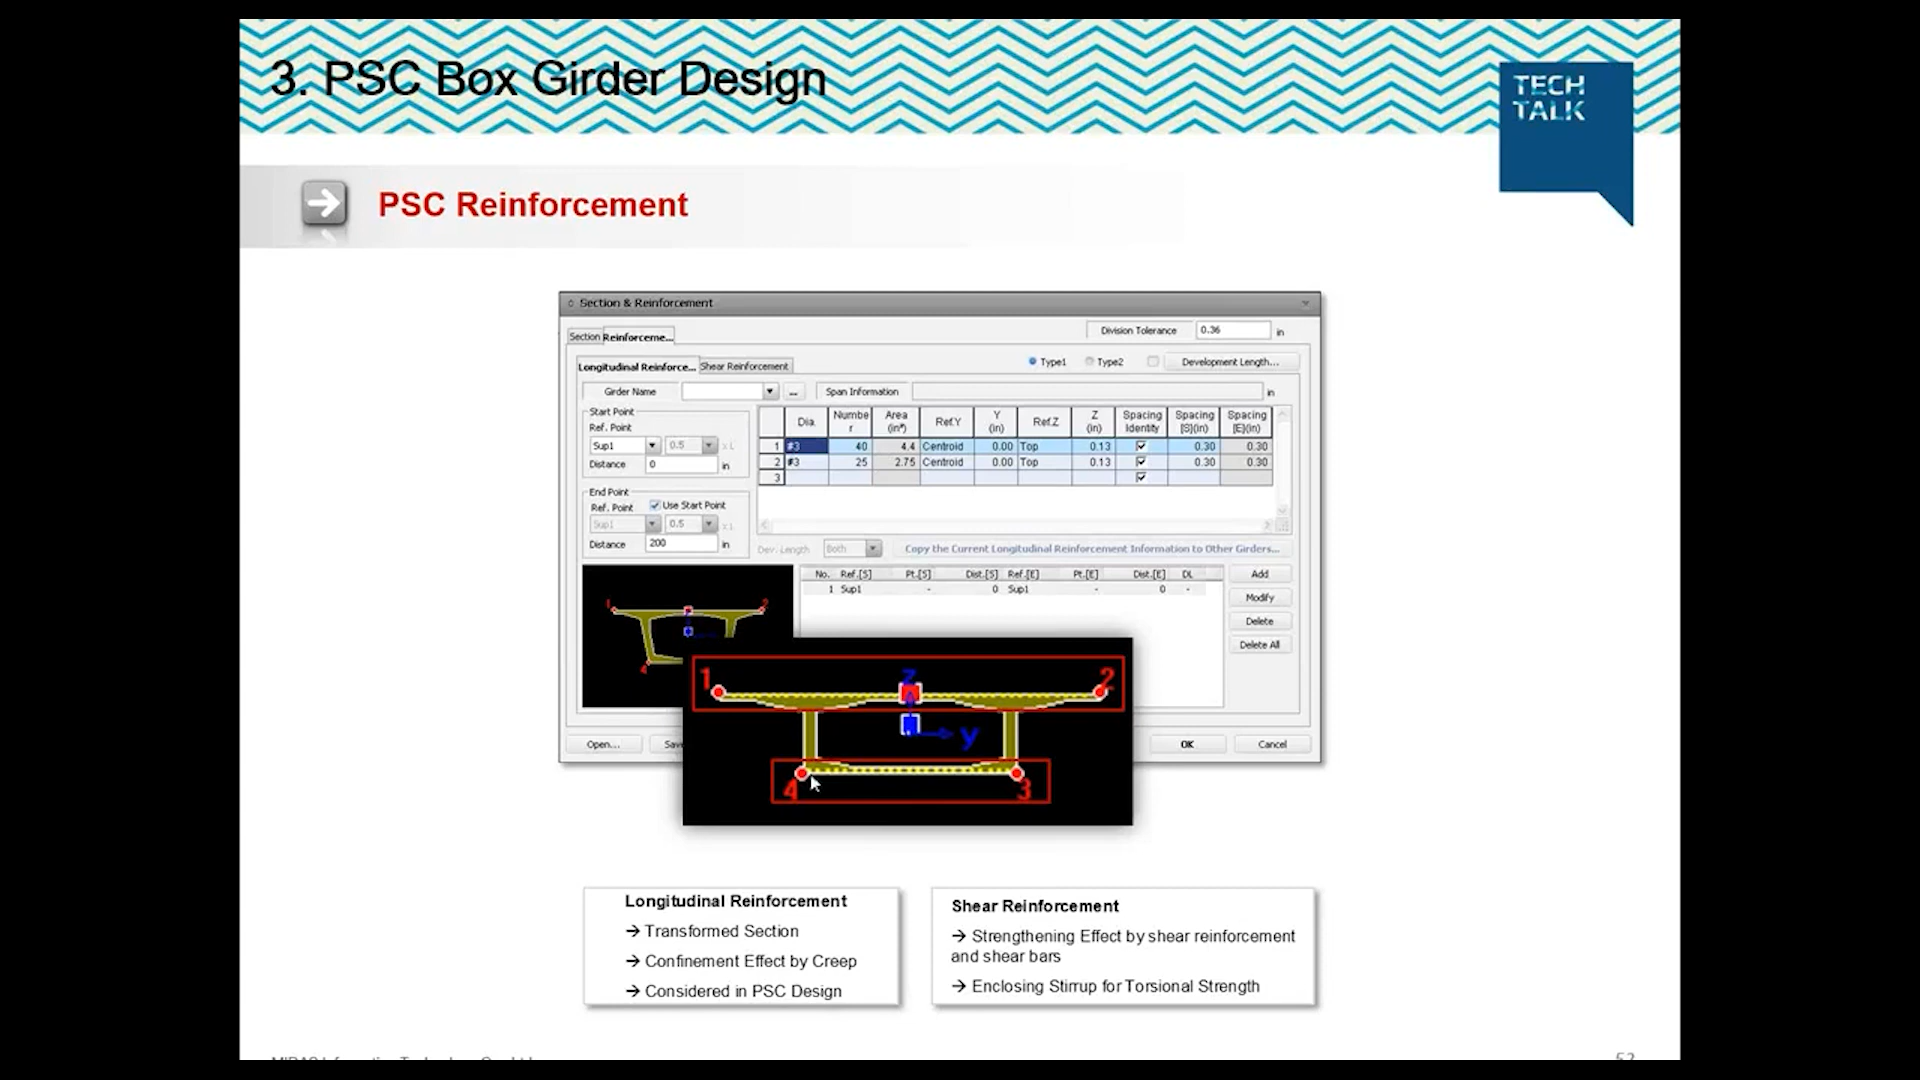 3. PSC Box Girder Design
TECH
TALK
PSC Reinforcement
Section & Reinforcement
Division Tolerance 0.36 in
Section Reinforceme...
Longitudinal Reinforce... Shear Reinforcement
Type1 Type2 Development Length...
Girder Name ... Span Information in
Start Point
Ref. Point
Sup1 0.5 x L
Distance 0 in
End Point
Ref. Point Use Start Point
Sup1 0.5 x L
Distance 200 in
Dia. Number Area (in²) Ref.Y Y (in) Ref.Z Z (in) Spacing Identity Spacing [S](in) Spacing [E](in)
1 #3 40 4.4 Centroid 0.00 Top 0.13 0.30 0.30
2 #3 25 2.75 Centroid 0.00 Top 0.13 0.30 0.30
3
Dev. Length Both Copy the Current Longitudinal Reinforcement Information to Other Girders...
No. Ref.[S] Pt.[S] Dist.[S] Ref.[E] Pt.[E] Dist.[E] DL
1 Sup1 - 0 Sup1 - 0 -
Add
Modify
Delete
Delete All
1 2
4
1 z 2
y
4 3
Open... Save OK Cancel
Longitudinal Reinforcement
→ Transformed Section
→ Confinement Effect by Creep
→ Considered in PSC Design
Shear Reinforcement
→ Strengthening Effect by shear reinforcement
and shear bars
→ Enclosing Stirrup for Torsional Strength